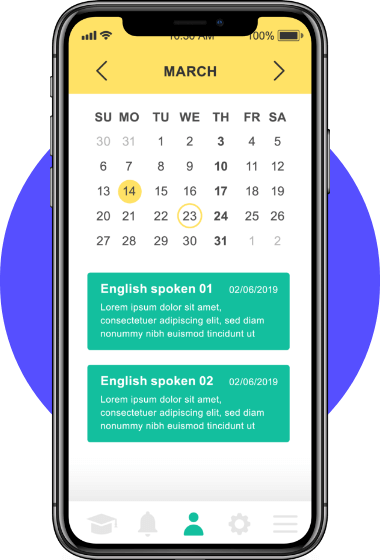 10:30 AM 100%
MARCH
SU MO TU WE TH FR SA
30 31 1 2 3 4 5
6 7 8 9 10 11 12
13 14 15 16 17 18 19
20 21 22 23 24 25 26
27 28 29 30 31 1 2
English spoken 01 02/06/2019
Lorem ipsum dolor sit amet,
consectetuer adipiscing elit, sed diam
nonummy nibh euismod tincidunt ut
English spoken 02 02/06/2019
Lorem ipsum dolor sit amet,
consectetuer adipiscing elit, sed diam
nonummy nibh euismod tincidunt ut